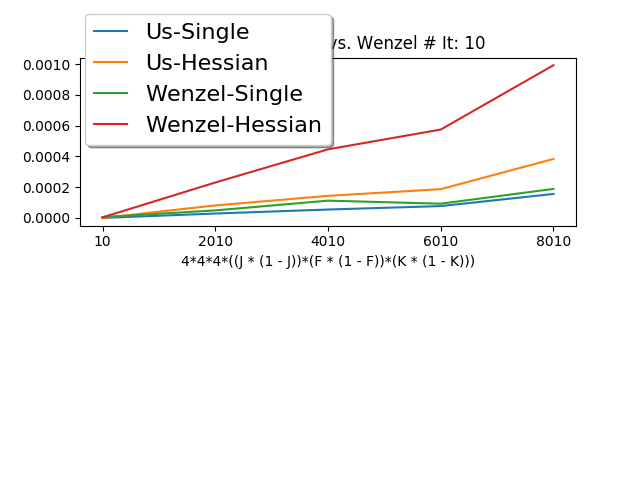 Us-Single
Us-Hessian
Wenzel-Single
Wenzel-Hessian
vs. Wenzel # It: 10
0.0010
0.0008
0.0006
0.0004
0.0002
0.0000
10 2010 4010 6010 8010
4*4*4*((J * (1 - J))*(F * (1 - F))*(K * (1 - K)))